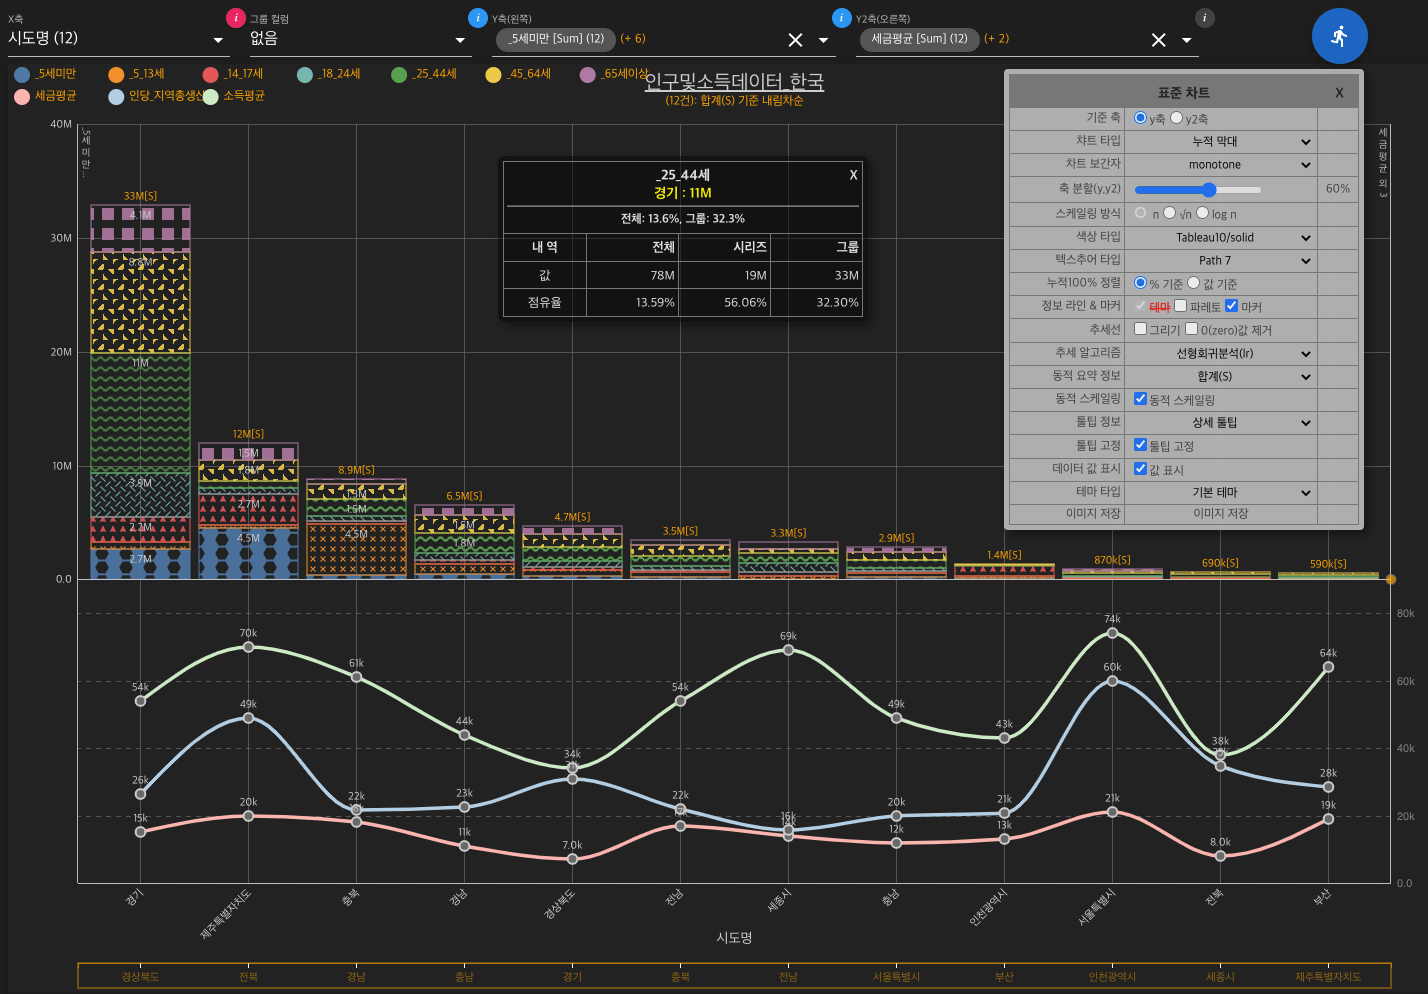 X축
시도명 (12)
i
그룹 컬럼
없음
i
Y축(왼쪽)
_5세미만 [Sum] (12)
(+ 6)
i
Y2축(오른쪽)
세금평균 [Sum] (12)
(+ 2)
i
_5세미만
_5_13세
_14_17세
_18_24세
_25_44세
_45_64세
_65세이상
세금평균
인당_지역총생산
소득평균
인구및소득데이터_한국
(12건): 합계(S) 기준 내림차순
표준 차트
X
기준 축
y축 y2축
차트 타입
누적 막대
차트 보간자
monotone
축 분할(y,y2)
60%
스케일링 방식
n √n log n
색상 타입
Tableau10/solid
텍스추어 타입
Path 7
누적100% 정렬
% 기준 값 기준
정보 라인 & 마커
테마 파레토 마커
추세선
그리기 0(zero)값 제거
추세 알고리즘
선형회귀분석(lr)
동적 요약 정보
합계(S)
동적 스케일링
동적 스케일링
툴팁 정보
상세 툴팁
툴팁 고정
툴팁 고정
데이터 값 표시
값 표시
테마 타입
기본 테마
이미지 저장
이미지 저장
_25_44세
X
경기 : 11M
전체: 13.6%, 그룹: 32.3%
내 역 전체 시리즈 그룹
값 78M 19M 33M
점유율 13.59% 56.06% 32.30%
40M
30M
20M
10M
0.0
_5세미만...
세금평균 외 3
33M[S]
4.1M
8.8M
11M
3.9M
2.2M
2.7M
12M[S]
1.5M
1.8M
2.7M
4.5M
8.9M[S]
1.3M
1.5M
4.5M
6.5M[S]
1.5M
1.8M
4.7M[S]
3.5M[S]
3.3M[S]
2.9M[S]
1.4M[S]
870k[S]
690k[S]
590k[S]
80k
60k
40k
20k
0.0
54k
70k
61k
44k
34k
54k
69k
49k
43k
74k
38k
64k
26k
49k
22k
23k
22k
16k
20k
21k
60k
28k
15k
20k
11k
7.0k
17k
12k
13k
21k
8.0k
19k
경기
제주특별자치도
충북
경남
경상북도
전남
세종시
충남
인천광역시
서울특별시
전북
부산
시도명
경상북도 전북 경남 충남 경기 충북 전남 서울특별시 부산 인천광역시 세종시 제주특별자치도